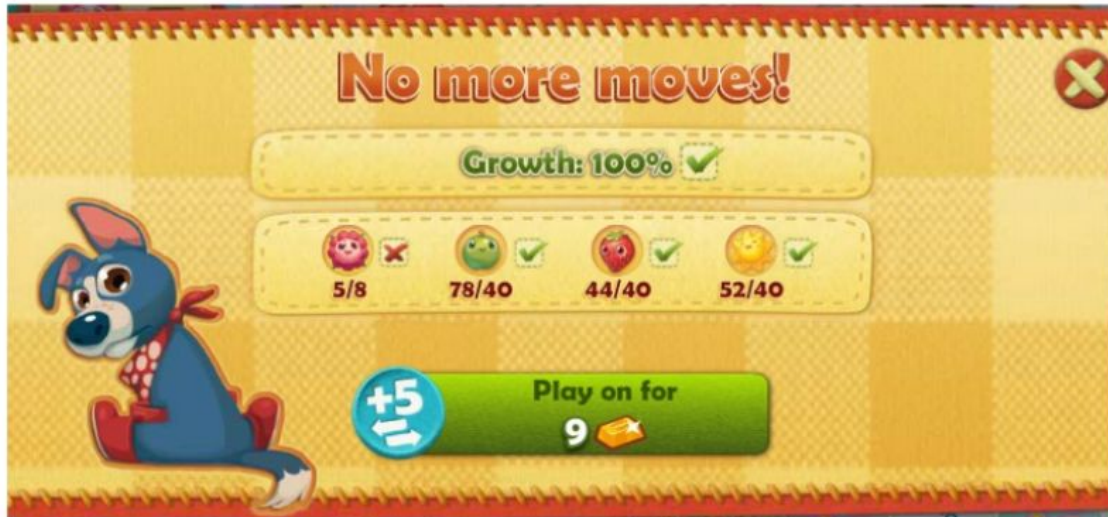 No more moves!
Growth: 100%
5/8 78/40 44/40 52/40
+5
Play on for
9